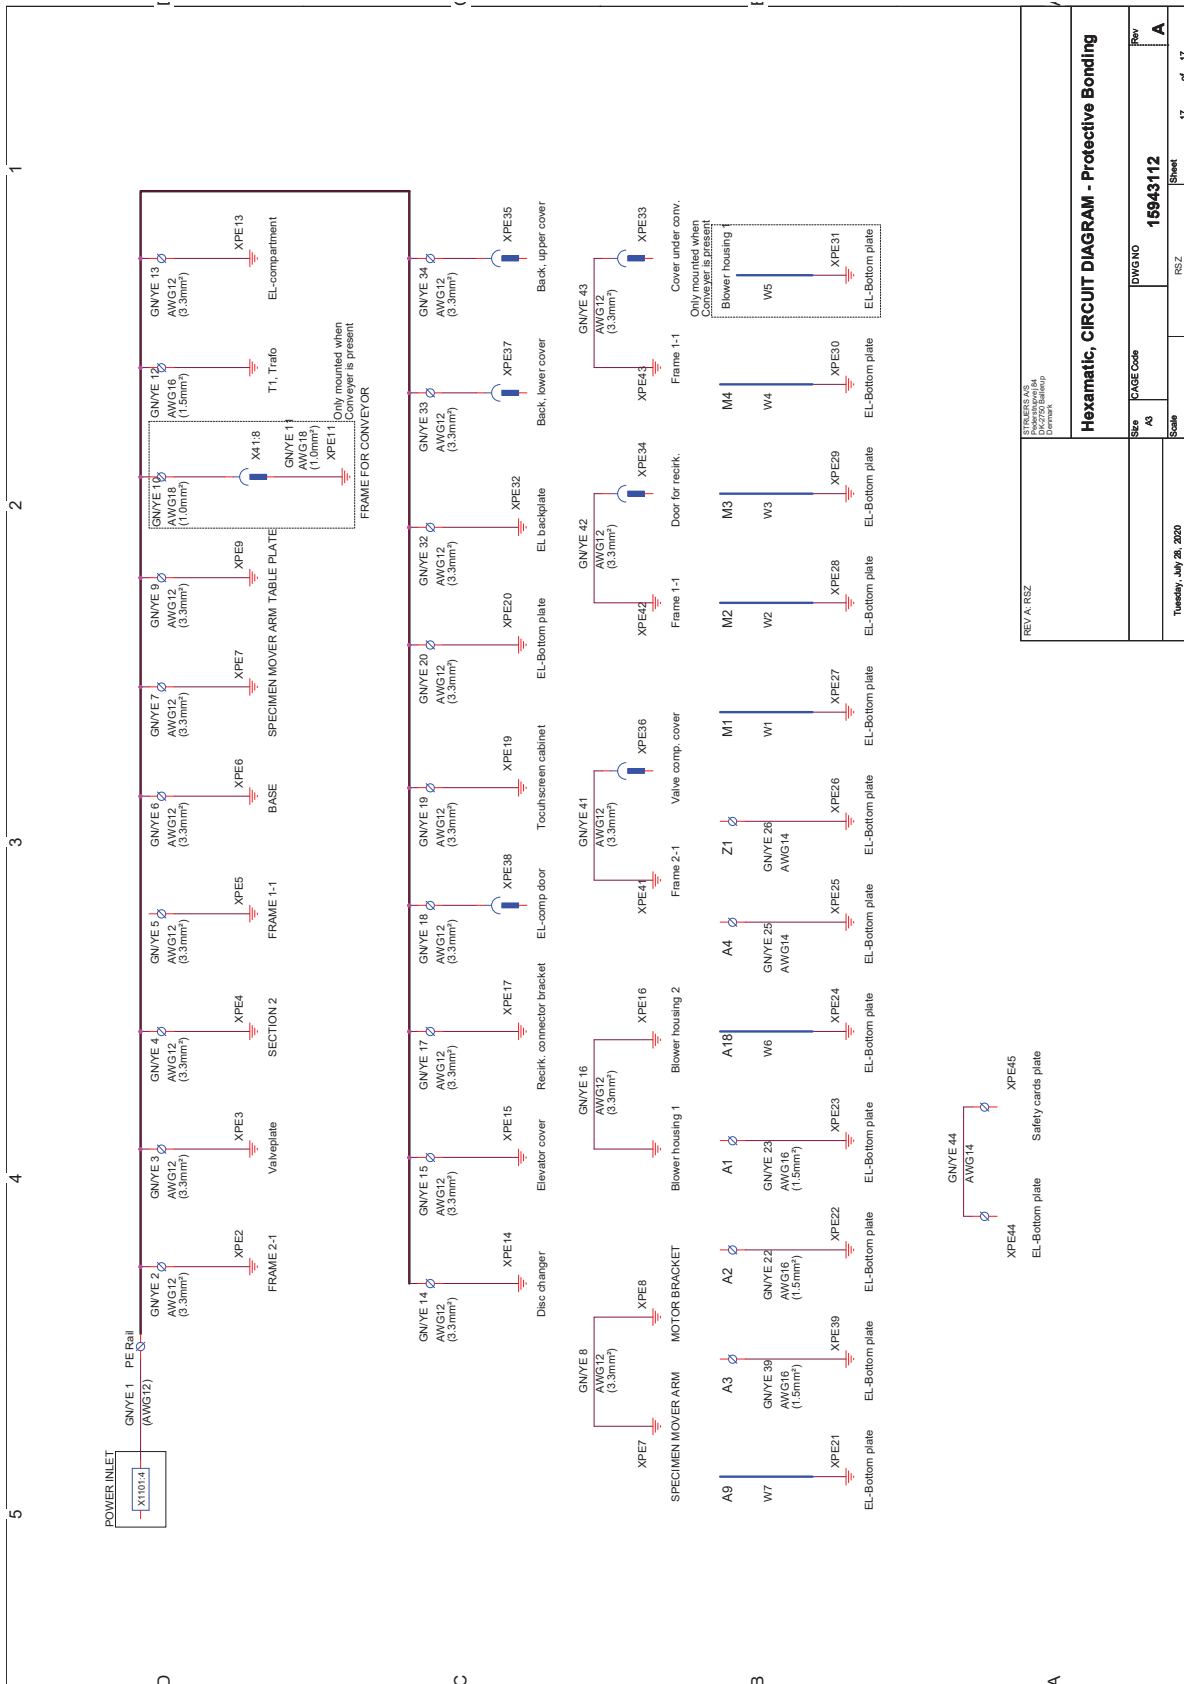 5
4
3
2
1
D
C
B
A
POWER INLET
X1101:4
GN/YE 1
(AWG12)
PE Rail
GN/YE 2
AWG12
(3.3mm²)
XPE2
FRAME 2-1
GN/YE 3
AWG12
(3.3mm²)
XPE3
Valveplate
GN/YE 4
AWG12
(3.3mm²)
XPE4
SECTION 2
GN/YE 5
AWG12
(3.3mm²)
XPE5
FRAME 1-1
GN/YE 6
AWG12
(3.3mm²)
XPE6
BASE
GN/YE 7
AWG12
(3.3mm²)
XPE7
SPECIMEN MOVER ARM TABLE PLATE
GN/YE 9
AWG12
(3.3mm²)
XPE9
GN/YE 10
AWG18
(1.0mm²)
X41:8
GN/YE 11
AWG18
(1.0mm²)
XPE11
Only mounted when
Conveyer is present
FRAME FOR CONVEYOR
GN/YE 12
AWG16
(1.5mm²)
T1, Trafo
GN/YE 13
AWG12
(3.3mm²)
XPE13
EL-compartment
GN/YE 14
AWG12
(3.3mm²)
XPE14
Disc changer
GN/YE 15
AWG12
(3.3mm²)
XPE15
Elevator cover
GN/YE 17
AWG12
(3.3mm²)
XPE17
Recirk. connector bracket
GN/YE 18
AWG12
(3.3mm²)
XPE38
EL-comp door
GN/YE 19
AWG12
(3.3mm²)
XPE19
Tocuhscreen cabinet
GN/YE 20
AWG12
(3.3mm²)
XPE20
EL-Bottom plate
GN/YE 32
AWG12
(3.3mm²)
XPE32
EL backplate
GN/YE 33
AWG12
(3.3mm²)
XPE37
Back, lower cover
GN/YE 34
AWG12
(3.3mm²)
XPE35
Back, upper cover
GN/YE 8
AWG12
(3.3mm²)
XPE7
SPECIMEN MOVER ARM
XPE8
MOTOR BRACKET
GN/YE 16
AWG12
(3.3mm²)
Blower housing 1
XPE16
Blower housing 2
GN/YE 41
AWG12
(3.3mm²)
XPE41
Frame 2-1
XPE36
Valve comp. cover
GN/YE 42
AWG12
(3.3mm²)
XPE42
Frame 1-1
XPE34
Door for recirk.
GN/YE 43
AWG12
(3.3mm²)
XPE43
Frame 1-1
XPE33
Cover under conv.
Only mounted when
Conveyer is present
A9
W7
XPE21
EL-Bottom plate
A3
GN/YE 39
AWG16
(1.5mm²)
XPE39
EL-Bottom plate
A2
GN/YE 22
AWG16
(1.5mm²)
XPE22
EL-Bottom plate
A1
GN/YE 23
AWG16
(1.5mm²)
XPE23
EL-Bottom plate
A18
W6
XPE24
EL-Bottom plate
A4
GN/YE 25
AWG14
XPE25
EL-Bottom plate
Z1
GN/YE 26
AWG14
XPE26
EL-Bottom plate
M1
W1
XPE27
EL-Bottom plate
M2
W2
XPE28
EL-Bottom plate
M3
W3
XPE29
EL-Bottom plate
M4
W4
XPE30
EL-Bottom plate
Blower housing 1
W5
XPE31
EL-Bottom plate
GN/YE 44
AWG14
XPE44
EL-Bottom plate
XPE45
Safety cards plate
REV A: RSZ
STRUERS A/S
Pederstrupvej 84
DK-2750 Ballerup
Denmark
Hexamatic, CIRCUIT DIAGRAM - Protective Bonding
Size
A3
CAGE Code
DWG NO
15943112
Rev
A
Tuesday, July 28, 2020
Scale
RSZ
Sheet
17 of 17